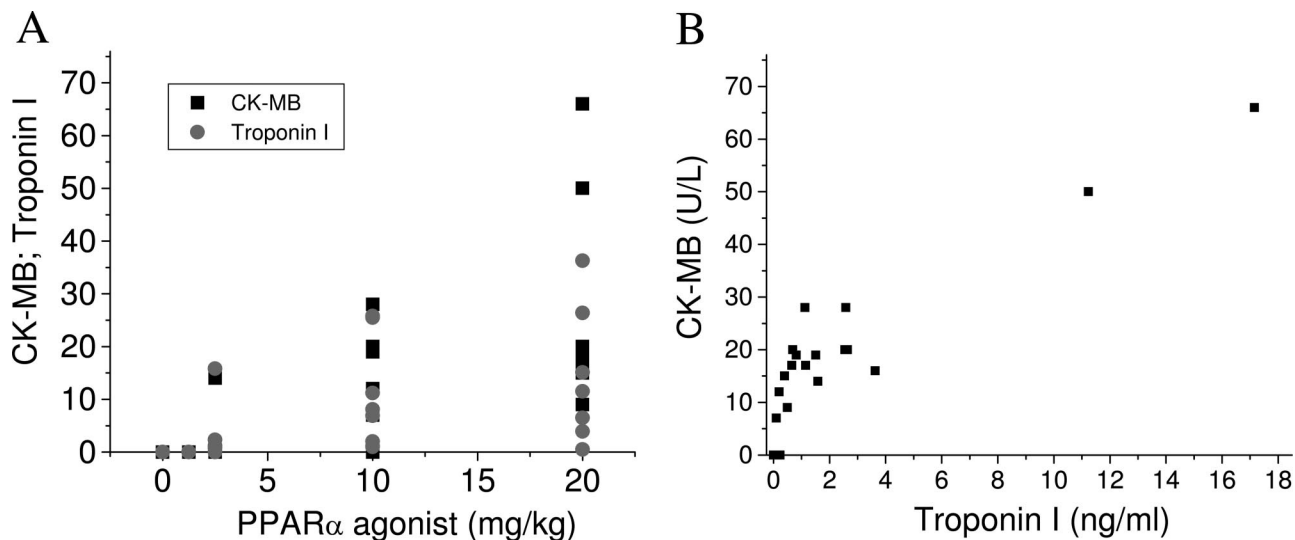 A
CK-MB; Troponin I
70
60
50
40
30
20
10
0
CK-MB
Troponin I
0 5 10 15 20
PPARα agonist (mg/kg)
B
CK-MB (U/L)
70
60
50
40
30
20
10
0
0 2 4 6 8 10 12 14 16 18
Troponin I (ng/ml)